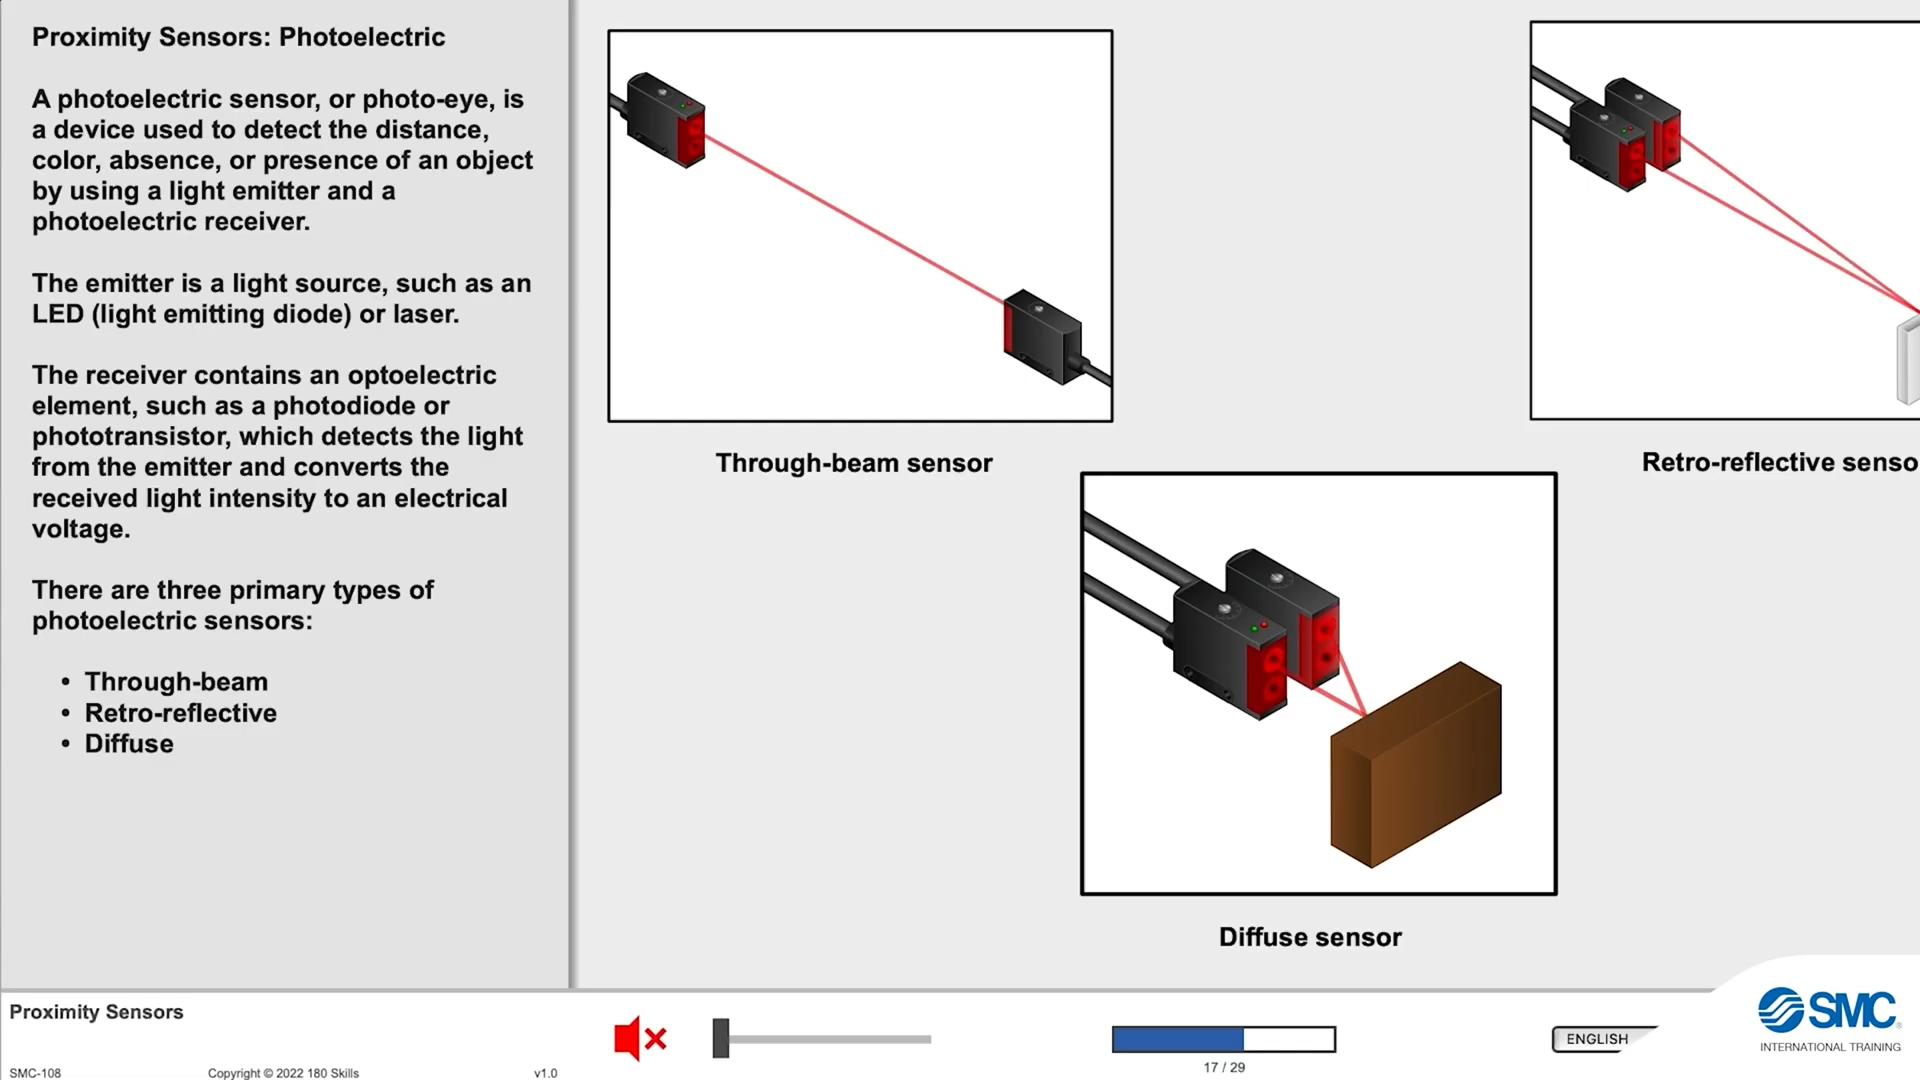 Proximity Sensors: Photoelectric
A photoelectric sensor, or photo-eye, is
a device used to detect the distance,
color, absence, or presence of an object
by using a light emitter and a
photoelectric receiver.
The emitter is a light source, such as an
LED (light emitting diode) or laser.
The receiver contains an optoelectric
element, such as a photodiode or
phototransistor, which detects the light
from the emitter and converts the
received light intensity to an electrical
voltage.
There are three primary types of
photoelectric sensors:
• Through-beam
• Retro-reflective
• Diffuse
Through-beam sensor
Retro-reflective senso
Diffuse sensor
Proximity Sensors
SMC-108
Copyright © 2022 180 Skills
v1.0
17 / 29
ENGLISH
SMC
INTERNATIONAL TRAINING